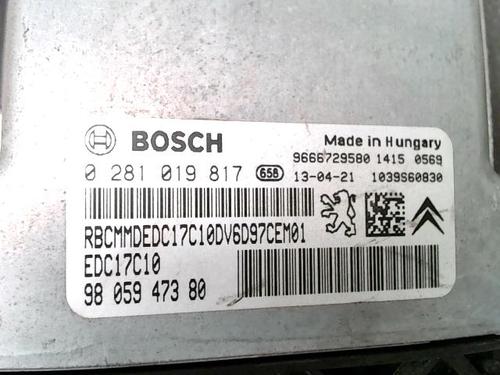 BOSCH
Made in Hungary
9666729580 1415 0569
0 281 019 817 658 13-04-21 1039S60830
RBCMMDEDC17C10DV6D97CEM01
EDC17C10
98 059 473 80